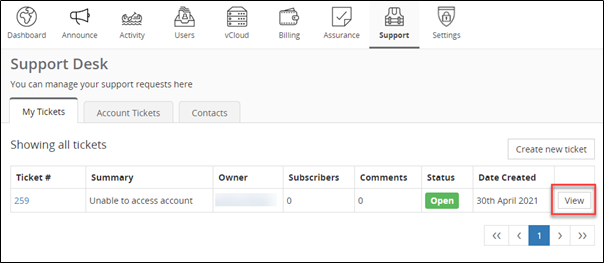 Dashboard Announce Activity Users vCloud Billing Assurance Support Settings
Support Desk
You can manage your support requests here
My Tickets Account Tickets Contacts
Showing all tickets
Create new ticket
Ticket # Summary Owner Subscribers Comments Status Date Created
259 Unable to access account 0 0 Open 30th April 2021 View
1